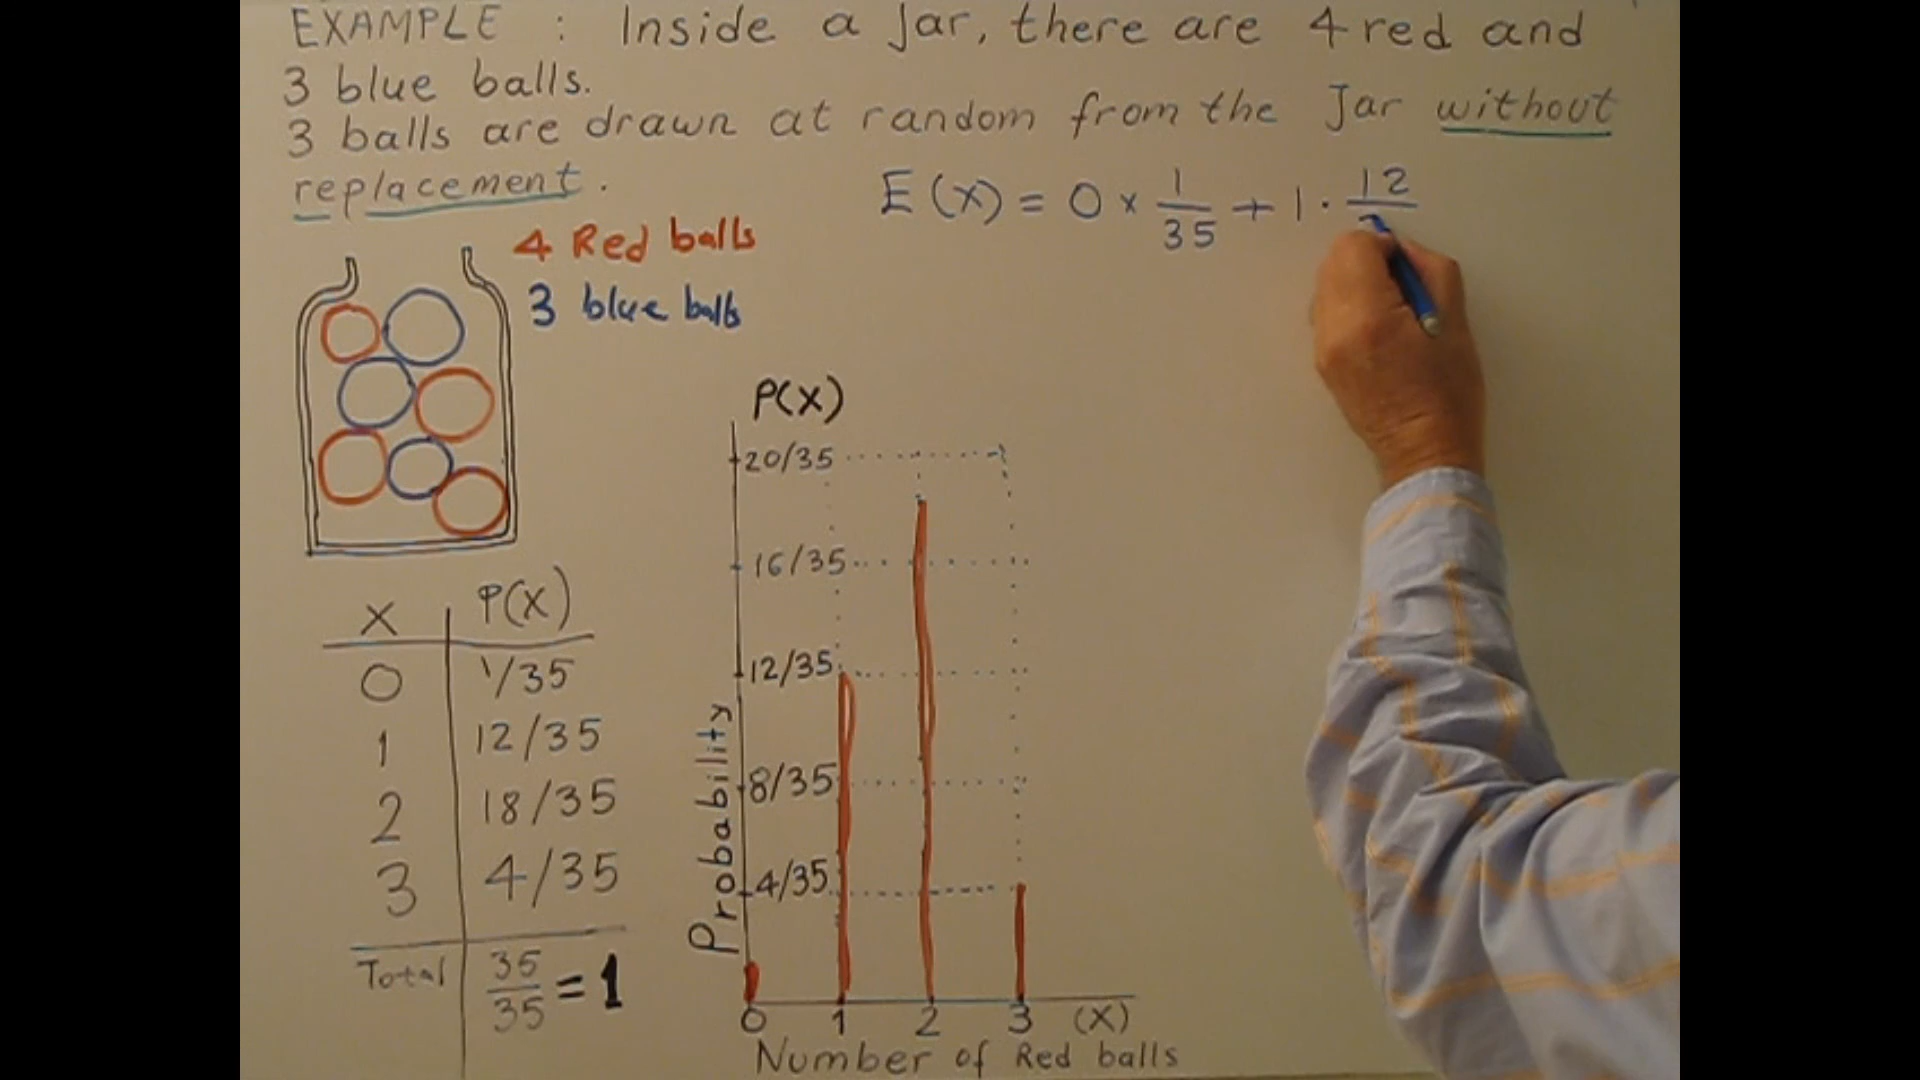 EXAMPLE : Inside a Jar, there are 4 red and
3 blue balls.
3 balls are drawn at random from the Jar without
replacement.
E(X) = 0 × 1/35 + 1 · 12
4 Red balls
3 blue balls
X P(X)
0 1/35
1 12/35
2 18/35
3 4/35
Total 35/35 = 1
P(X)
20/35
16/35
12/35
8/35
4/35
Probability
0 1 2 3 (X)
Number of Red balls